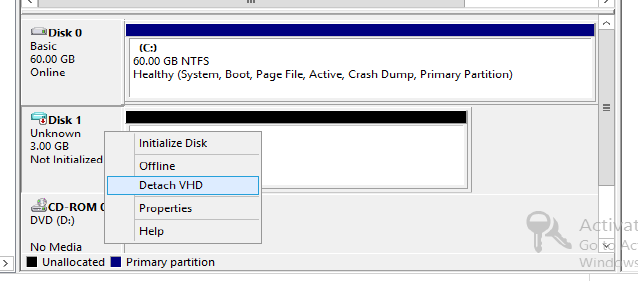 Disk 0
Basic
60.00 GB
Online
(C:)
60.00 GB NTFS
Healthy (System, Boot, Page File, Active, Crash Dump, Primary Partition)
Disk 1
Unknown
3.00 GB
Not Initialized
Initialize Disk
Offline
Detach VHD
Properties
Help
CD-ROM 0
DVD (D:)
No Media
Unallocated
Primary partition
Activat
Go to Ac
Windows